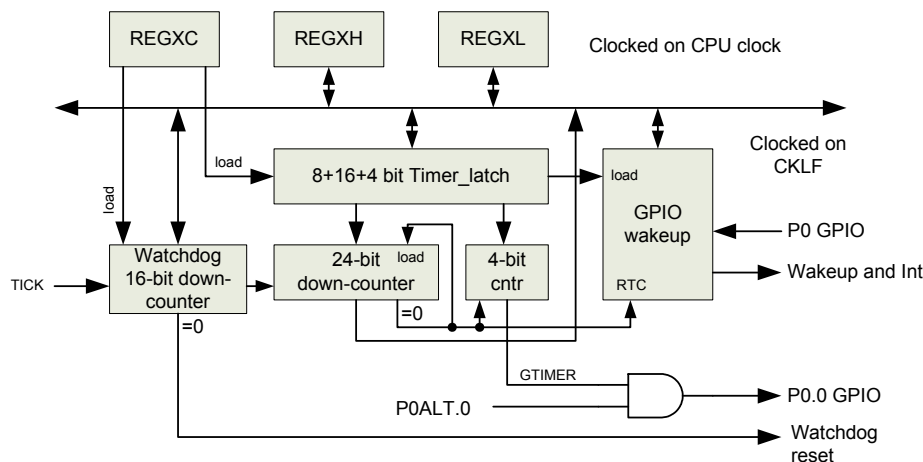 REGXC
REGXH
REGXL
Clocked on CPU clock
Clocked on
CKLF
load
load
8+16+4 bit Timer_latch
load
GPIO
wakeup
RTC
P0 GPIO
Wakeup and Int
TICK
Watchdog
16-bit down-
counter
=0
24-bit
down-counter
load
=0
4-bit
cntr
GTIMER
P0ALT.0
P0.0 GPIO
Watchdog
reset